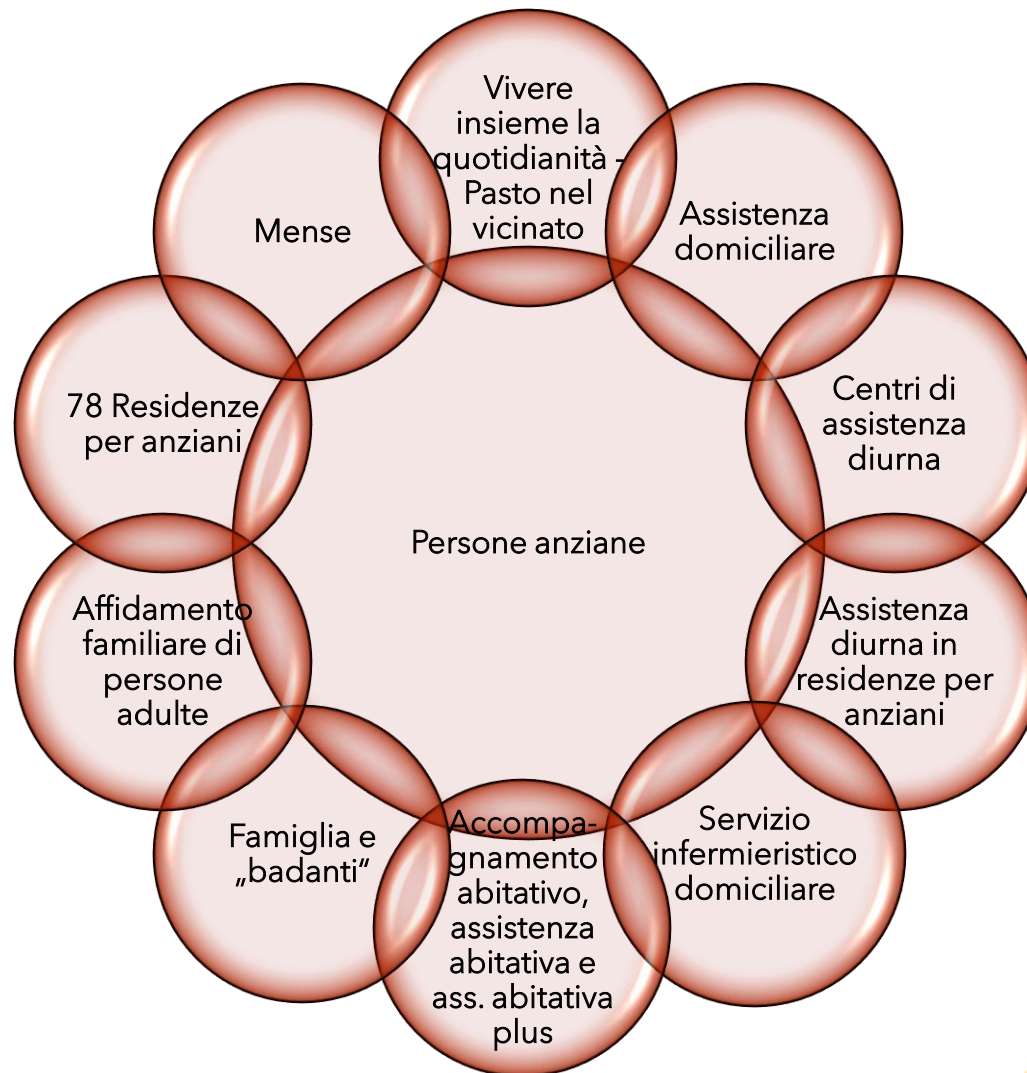 Vivere
insieme la
quotidianità -
Pasto nel
vicinato
Assistenza
domiciliare
Centri di
assistenza
diurna
Assistenza
diurna in
residenze per
anziani
Servizio
infermieristico
domiciliare
Accompa-
gnamento
abitativo,
assistenza
abitativa e
ass. abitativa
plus
Famiglia e
„badanti“
Affidamento
familiare di
persone
adulte
78 Residenze
per anziani
Mense
Persone anziane